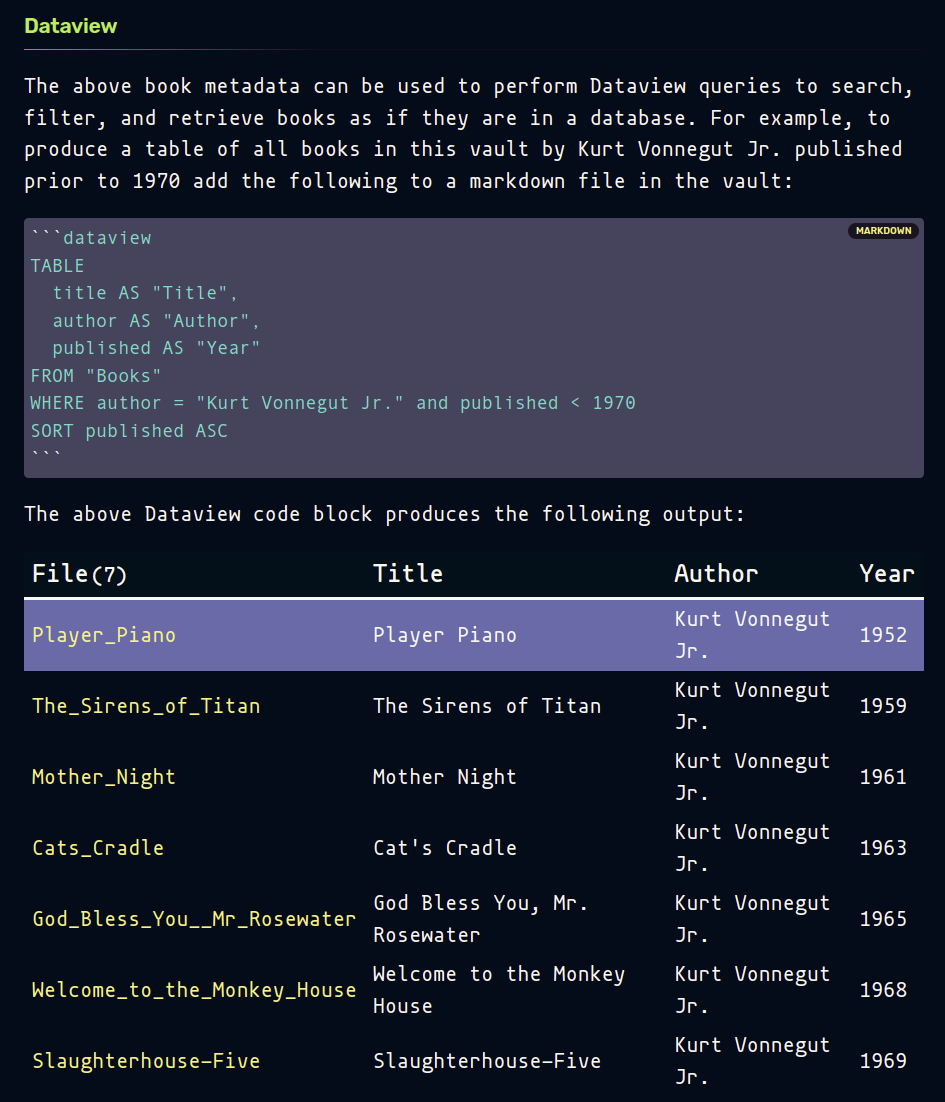 Dataview
The above book metadata can be used to perform Dataview queries to search,
filter, and retrieve books as if they are in a database. For example, to
produce a table of all books in this vault by Kurt Vonnegut Jr. published
prior to 1970 add the following to a markdown file in the vault:
MARKDOWN
```dataview
TABLE
  title AS "Title",
  author AS "Author",
  published AS "Year"
FROM "Books"
WHERE author = "Kurt Vonnegut Jr." and published < 1970
SORT published ASC
```
The above Dataview code block produces the following output:
File(7) Title Author Year
Player_Piano Player Piano Kurt Vonnegut Jr. 1952
The_Sirens_of_Titan The Sirens of Titan Kurt Vonnegut Jr. 1959
Mother_Night Mother Night Kurt Vonnegut Jr. 1961
Cats_Cradle Cat's Cradle Kurt Vonnegut Jr. 1963
God_Bless_You__Mr_Rosewater God Bless You, Mr. Rosewater Kurt Vonnegut Jr. 1965
Welcome_to_the_Monkey_House Welcome to the Monkey House Kurt Vonnegut Jr. 1968
Slaughterhouse-Five Slaughterhouse-Five Kurt Vonnegut Jr. 1969